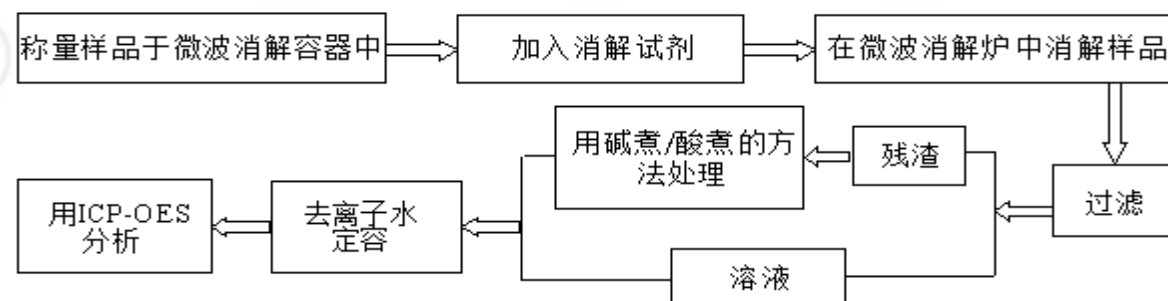 称量样品于微波消解容器中
加入消解试剂
在微波消解炉中消解样品
过滤
残渣
用碱煮/酸煮的方
法处理
溶液
去离子水
定容
用ICP-OES
分析